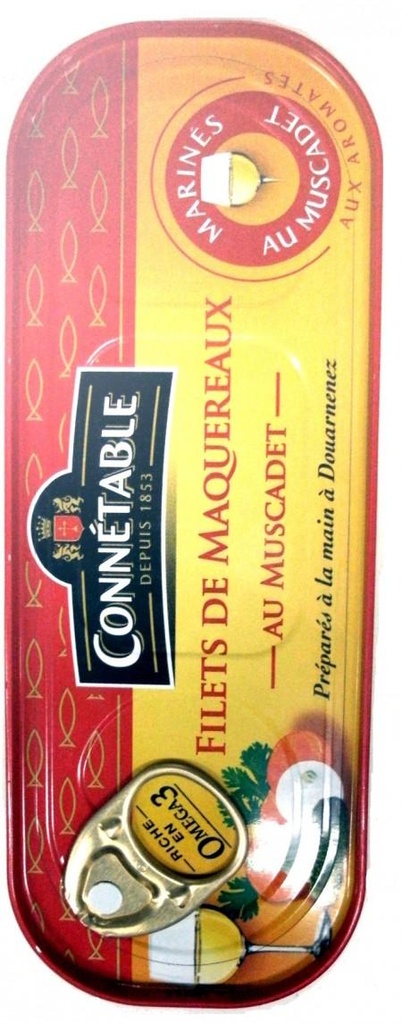 CONNÉTABLE
DEPUIS 1853
FILETS DE MAQUEREAUX
AU MUSCADET
Préparés à la main à Douarnenez
RICHE
EN
OMEGA3
MARINÉS
AU MUSCADET
AUX AROMATES